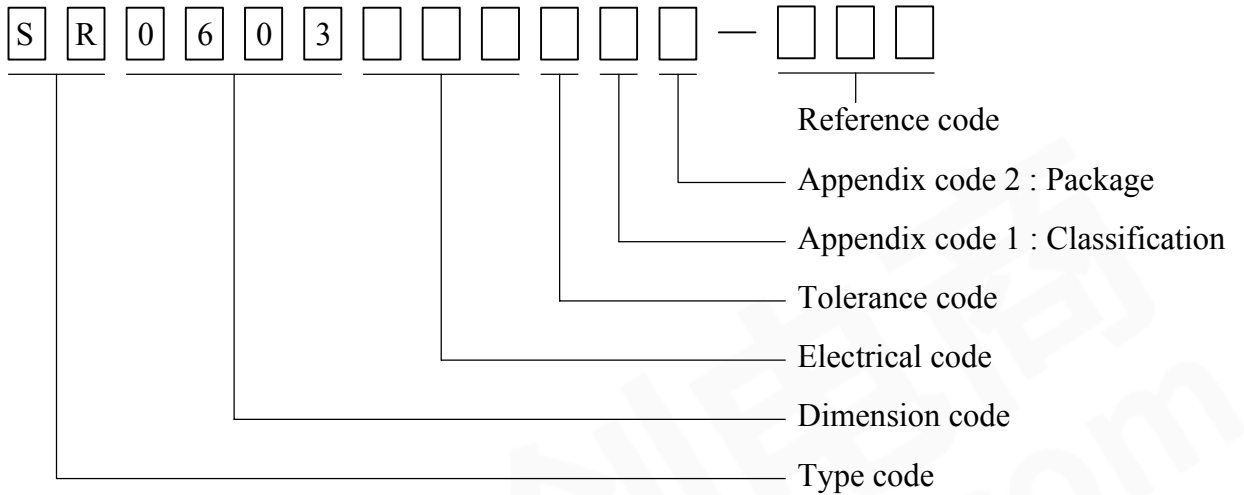 S R 0 6 0 3 —
Reference code
Appendix code 2 : Package
Appendix code 1 : Classification
Tolerance code
Electrical code
Dimension code
Type code